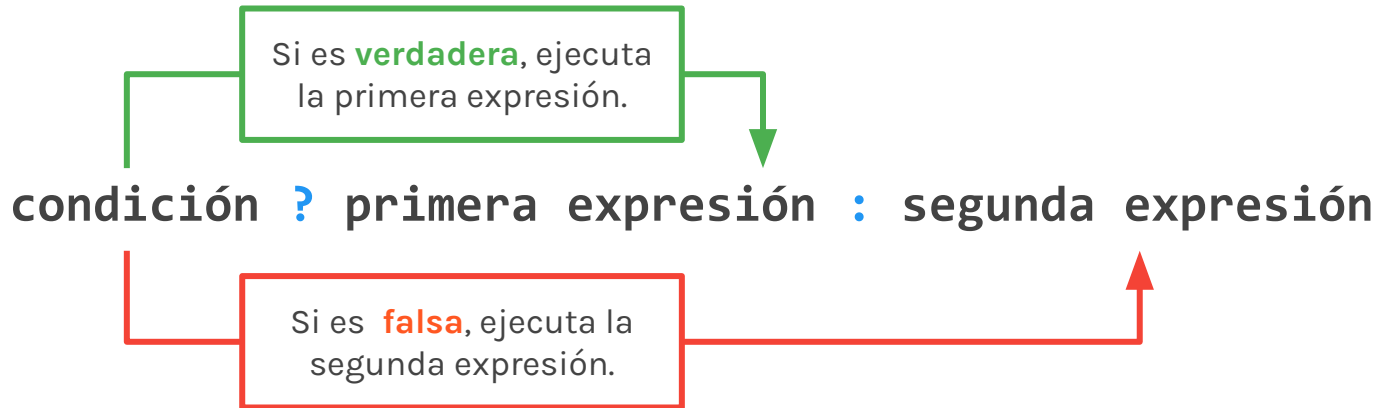 Si es verdadera, ejecuta
la primera expresión.
condición ? primera expresión : segunda expresión
Si es falsa, ejecuta la
segunda expresión.